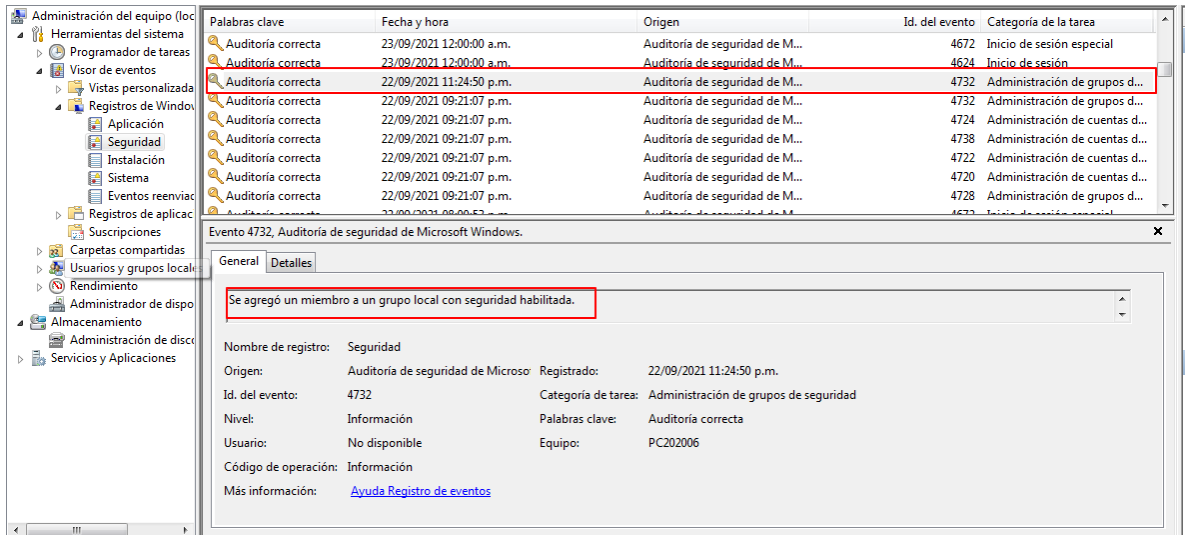 Administración del equipo (loc
Herramientas del sistema
Programador de tareas
Visor de eventos
Vistas personalizada
Registros de Window
Aplicación
Seguridad
Instalación
Sistema
Eventos reenviac
Registros de aplicac
Suscripciones
Carpetas compartidas
Usuarios y grupos locales
Rendimiento
Administrador de dispo
Almacenamiento
Administración de disco
Servicios y Aplicaciones
Palabras clave Fecha y hora Origen Id. del evento Categoría de la tarea
Auditoría correcta 23/09/2021 12:00:00 a.m. Auditoría de seguridad de M... 4672 Inicio de sesión especial
Auditoría correcta 23/09/2021 12:00:00 a.m. Auditoría de seguridad de M... 4624 Inicio de sesión
Auditoría correcta 22/09/2021 11:24:50 p.m. Auditoría de seguridad de M... 4732 Administración de grupos d...
Auditoría correcta 22/09/2021 09:21:07 p.m. Auditoría de seguridad de M... 4732 Administración de grupos d...
Auditoría correcta 22/09/2021 09:21:07 p.m. Auditoría de seguridad de M... 4724 Administración de cuentas d...
Auditoría correcta 22/09/2021 09:21:07 p.m. Auditoría de seguridad de M... 4738 Administración de cuentas d...
Auditoría correcta 22/09/2021 09:21:07 p.m. Auditoría de seguridad de M... 4722 Administración de cuentas d...
Auditoría correcta 22/09/2021 09:21:07 p.m. Auditoría de seguridad de M... 4720 Administración de cuentas d...
Auditoría correcta 22/09/2021 09:21:07 p.m. Auditoría de seguridad de M... 4728 Administración de grupos d...
Evento 4732, Auditoría de seguridad de Microsoft Windows.
General Detalles
Se agregó un miembro a un grupo local con seguridad habilitada.
Nombre de registro: Seguridad
Origen: Auditoría de seguridad de Microso Registrado: 22/09/2021 11:24:50 p.m.
Id. del evento: 4732 Categoría de tarea: Administración de grupos de seguridad
Nivel: Información Palabras clave: Auditoría correcta
Usuario: No disponible Equipo: PC202006
Código de operación: Información
Más información: Ayuda Registro de eventos